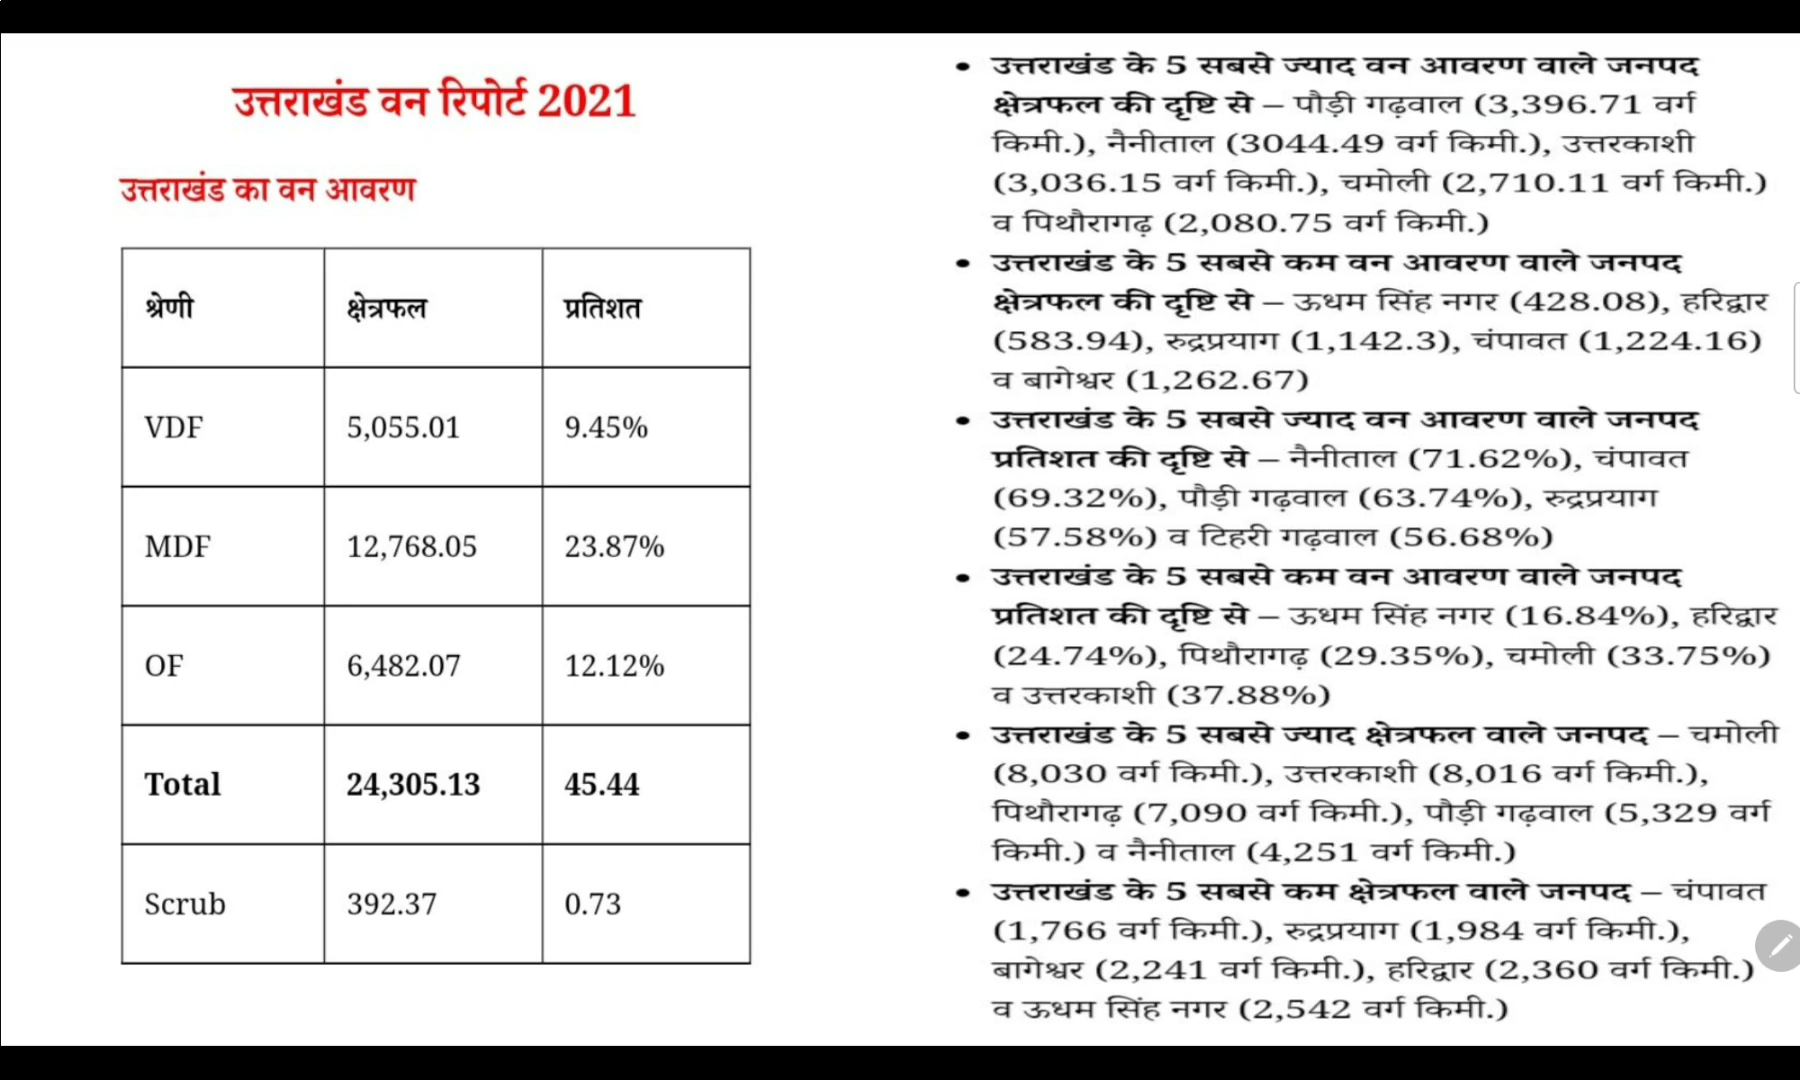 उत्तराखंड वन रिपोर्ट 2021
उत्तराखंड का वन आवरण
श्रेणी क्षेत्रफल प्रतिशत
VDF 5,055.01 9.45%
MDF 12,768.05 23.87%
OF 6,482.07 12.12%
Total 24,305.13 45.44
Scrub 392.37 0.73
• उत्तराखंड के 5 सबसे ज्याद वन आवरण वाले जनपद
क्षेत्रफल की दृष्टि से – पौड़ी गढ़वाल (3,396.71 वर्ग
किमी.), नैनीताल (3044.49 वर्ग किमी.), उत्तरकाशी
(3,036.15 वर्ग किमी.), चमोली (2,710.11 वर्ग किमी.)
व पिथौरागढ़ (2,080.75 वर्ग किमी.)
• उत्तराखंड के 5 सबसे कम वन आवरण वाले जनपद
क्षेत्रफल की दृष्टि से – ऊधम सिंह नगर (428.08), हरिद्वार
(583.94), रुद्रप्रयाग (1,142.3), चंपावत (1,224.16)
व बागेश्वर (1,262.67)
• उत्तराखंड के 5 सबसे ज्याद वन आवरण वाले जनपद
प्रतिशत की दृष्टि से – नैनीताल (71.62%), चंपावत
(69.32%), पौड़ी गढ़वाल (63.74%), रुद्रप्रयाग
(57.58%) व टिहरी गढ़वाल (56.68%)
• उत्तराखंड के 5 सबसे कम वन आवरण वाले जनपद
प्रतिशत की दृष्टि से – ऊधम सिंह नगर (16.84%), हरिद्वार
(24.74%), पिथौरागढ़ (29.35%), चमोली (33.75%)
व उत्तरकाशी (37.88%)
• उत्तराखंड के 5 सबसे ज्याद क्षेत्रफल वाले जनपद – चमोली
(8,030 वर्ग किमी.), उत्तरकाशी (8,016 वर्ग किमी.),
पिथौरागढ़ (7,090 वर्ग किमी.), पौड़ी गढ़वाल (5,329 वर्ग
किमी.) व नैनीताल (4,251 वर्ग किमी.)
• उत्तराखंड के 5 सबसे कम क्षेत्रफल वाले जनपद – चंपावत
(1,766 वर्ग किमी.), रुद्रप्रयाग (1,984 वर्ग किमी.),
बागेश्वर (2,241 वर्ग किमी.), हरिद्वार (2,360 वर्ग किमी.)
व ऊधम सिंह नगर (2,542 वर्ग किमी.)